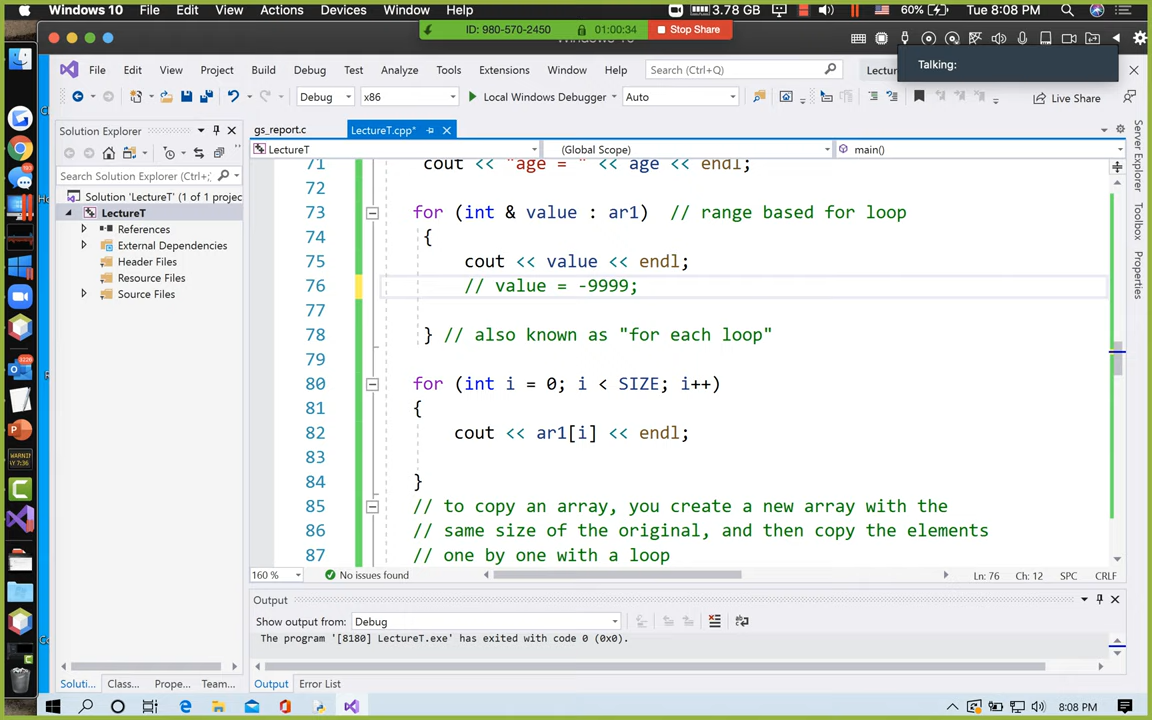 Windows 10 File Edit View Actions Devices Window Help 3.78 GB 60% Tue 8:08 PM
ID: 980-570-2450 01:00:34 Stop Share
Talking:
File Edit View Project Build Debug Test Analyze Tools Extensions Window Help Search (Ctrl+Q) Lectur
Debug x86 Local Windows Debugger Auto Live Share
Solution Explorer
gs_report.c LectureT.cpp*
LectureT (Global Scope) main()
Search Solution Explorer (Ctrl+;)
Solution 'LectureT' (1 of 1 projec
LectureT
References
External Dependencies
Header Files
Resource Files
Source Files
71 cout << "age = " << age << endl;
72
73 for (int & value : ar1) // range based for loop
74 {
75 cout << value << endl;
76 // value = -9999;
77
78 } // also known as "for each loop"
79
80 for (int i = 0; i < SIZE; i++)
81 {
82 cout << ar1[i] << endl;
83
84 }
85 // to copy an array, you create a new array with the
86 // same size of the original, and then copy the elements
87 // one by one with a loop
Server Explorer
Toolbox
Properties
160 % No issues found Ln: 76 Ch: 12 SPC CRLF
Output
Show output from: Debug
The program '[8180] LectureT.exe' has exited with code 0 (0x0).
Soluti... Class... Prope... Team... Output Error List
8:08 PM